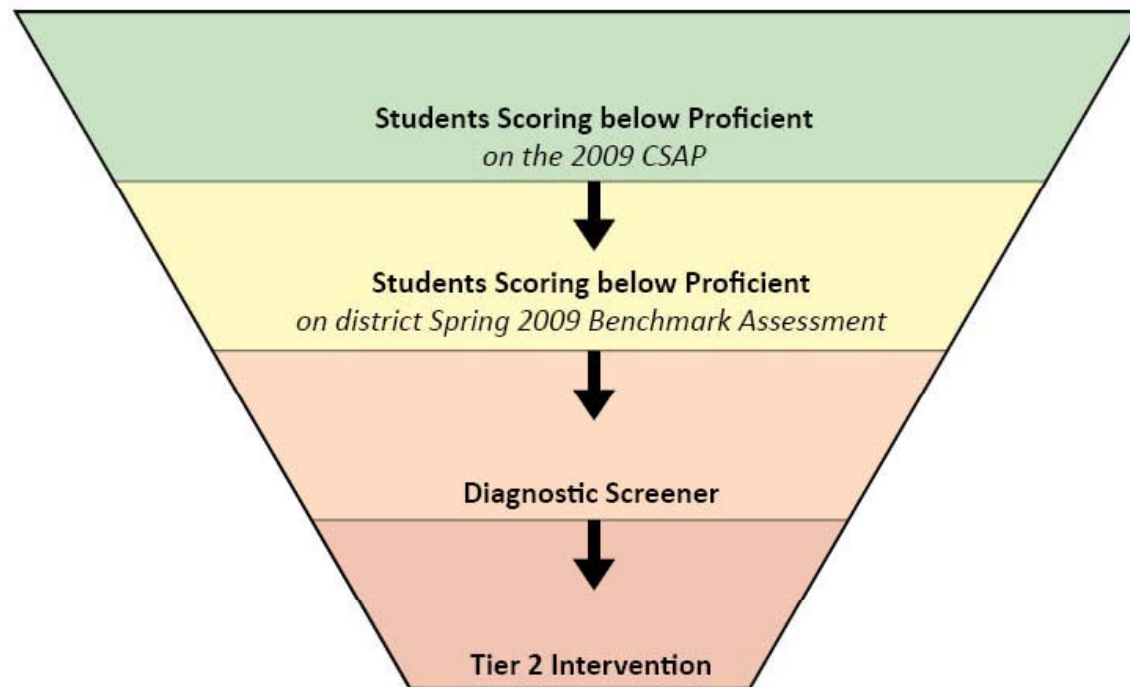 Students Scoring below Proficient
on the 2009 CSAP
Students Scoring below Proficient
on district Spring 2009 Benchmark Assessment
Diagnostic Screener
Tier 2 Intervention